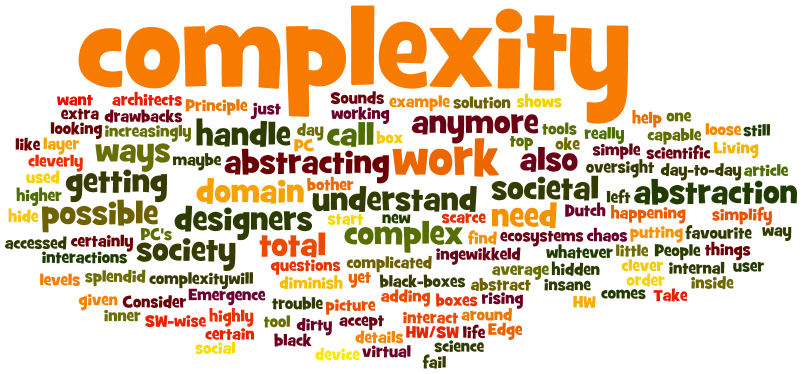 complexity
want architects Principle just Sounds example solution shows
extra drawbacks working help one
looking increasingly handle day call box anymore tools really capable loose still
like layer ways maybe PC abstracting work also top oke simple scientific Living
cleverly oversight day-to-day article
used getting domain bother understand societal left abstraction
higher
hide possible designers start new scarce need Dutch happening simplify
accessed certainly PC's society total complex find ecosystems chaos putting favourite way
interactions questions complicated ingewikkeld whatever little People things
levels splendid complexitywill diminish yet black-boxes average hidden clever internal user
given Consider Emergence trouble picture adding boxes rising abstract insane order inside
HW comes Take
inner SW-wise highly tool dirty accept details interact around
certain black HW/SW life Edge
social device virtual science
fail